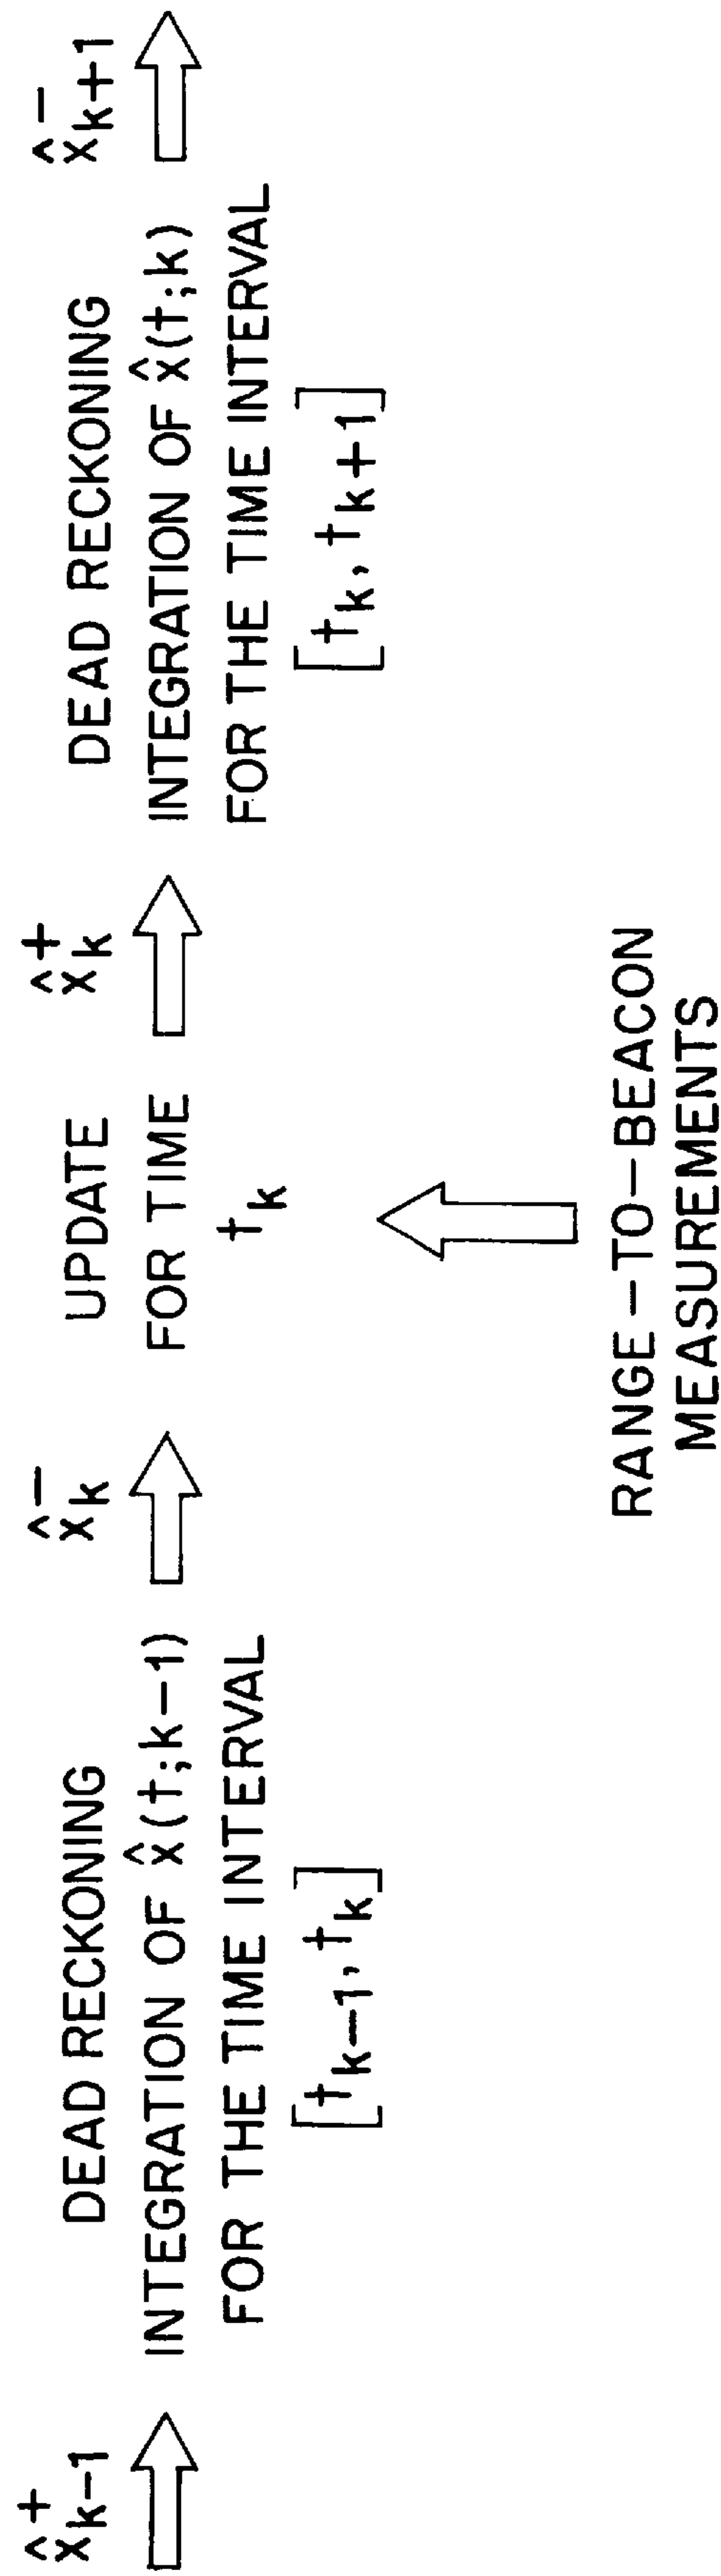 x̂⁺ₖ₋₁
DEAD RECKONING
INTEGRATION OF x̂(t;k−1)
FOR THE TIME INTERVAL
[tₖ₋₁, tₖ]
x̂⁻ₖ
UPDATE
FOR TIME
tₖ
x̂⁺ₖ
DEAD RECKONING
INTEGRATION OF x̂(t;k)
FOR THE TIME INTERVAL
[tₖ, tₖ₊₁]
x̂⁻ₖ₊₁
RANGE−TO−BEACON
MEASUREMENTS